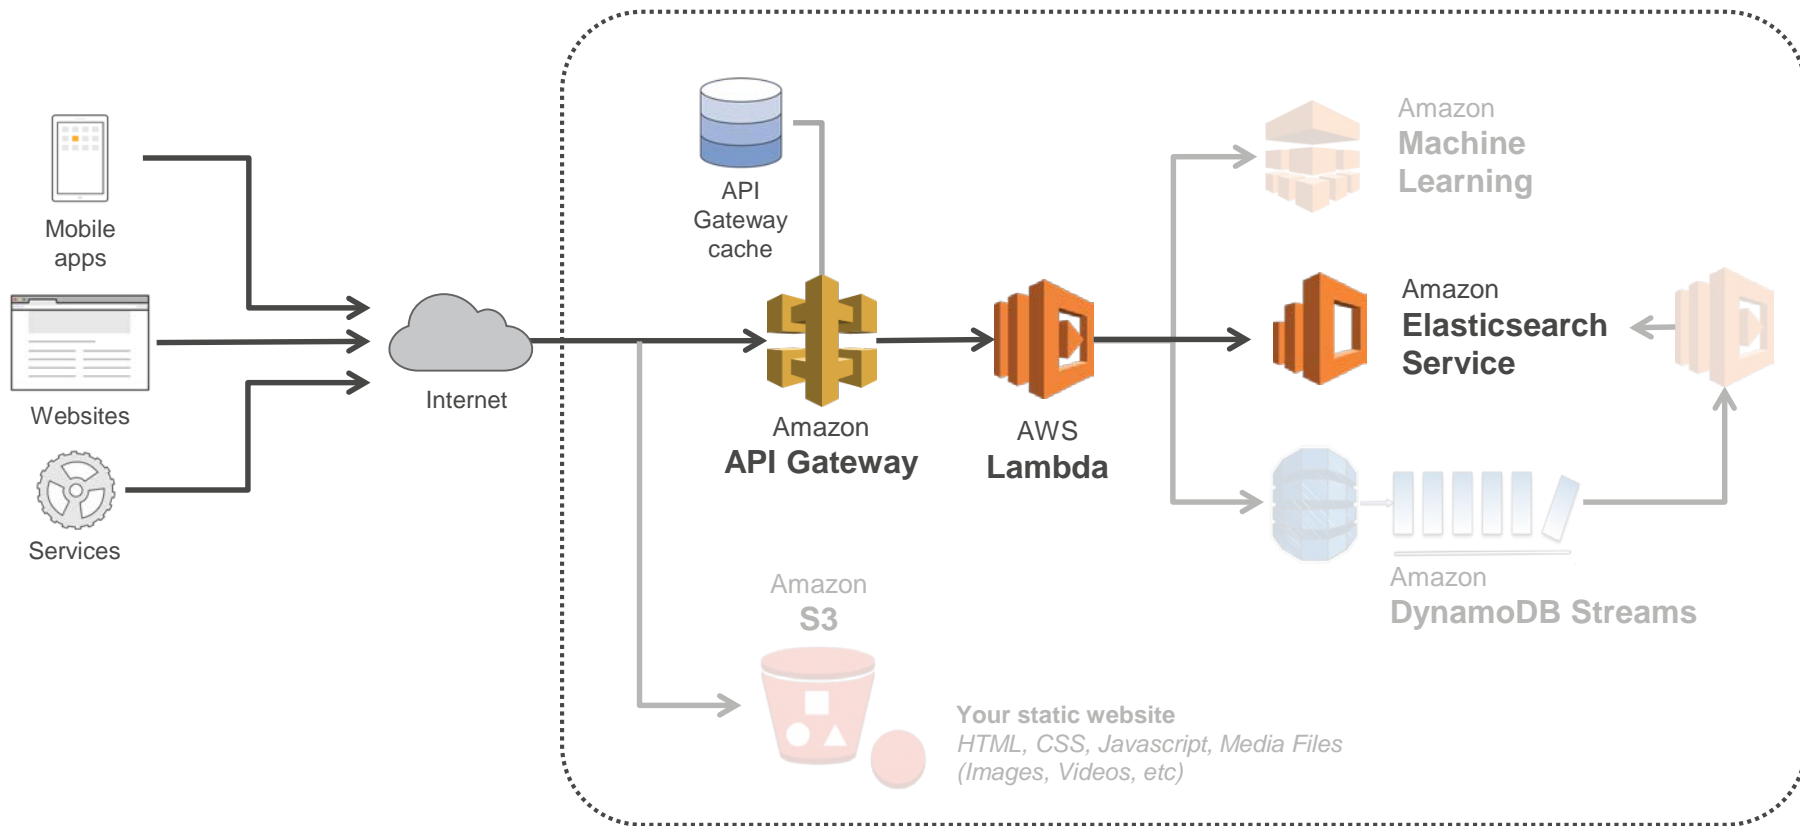 Mobile
apps
Websites
Services
Internet
API
Gateway
cache
Amazon
API Gateway
AWS
Lambda
Amazon
Machine
Learning
Amazon
Elasticsearch
Service
Amazon
DynamoDB Streams
Amazon
S3
Your static website
HTML, CSS, Javascript, Media Files
(Images, Videos, etc)